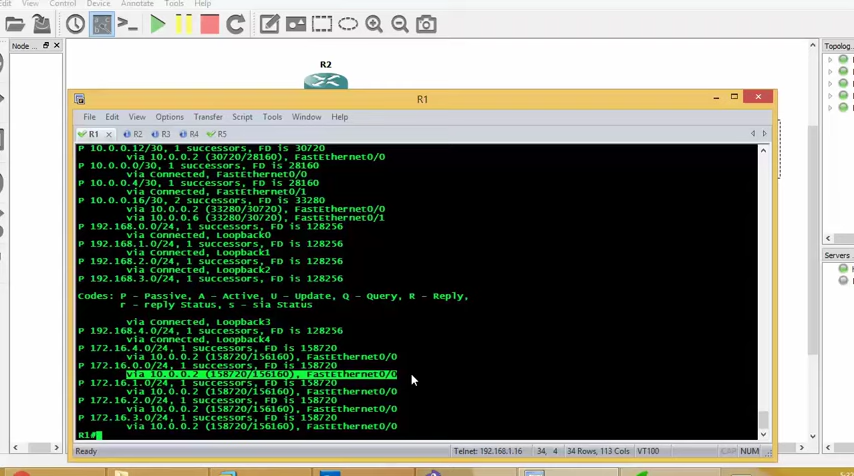 Edit View Control Device Annotate Tools Help
Node
Topolog
R2
R1
File Edit View Options Transfer Script Tools Window Help
R1 R2 R3 R4 R5
P 10.0.0.12/30, 1 successors, FD is 30720
via 10.0.0.2 (30720/28160), FastEthernet0/0
P 10.0.0.0/30, 1 successors, FD is 28160
via Connected, FastEthernet0/0
P 10.0.0.4/30, 1 successors, FD is 28160
via Connected, FastEthernet0/1
P 10.0.0.16/30, 2 successors, FD is 33280
via 10.0.0.2 (33280/30720), FastEthernet0/0
via 10.0.0.6 (33280/30720), FastEthernet0/1
P 192.168.0.0/24, 1 successors, FD is 128256
via Connected, Loopback0
P 192.168.1.0/24, 1 successors, FD is 128256
via Connected, Loopback1
P 192.168.2.0/24, 1 successors, FD is 128256
via Connected, Loopback2
P 192.168.3.0/24, 1 successors, FD is 128256
Codes: P - Passive, A - Active, U - Update, Q - Query, R - Reply,
r - reply Status, s - sia Status
via Connected, Loopback3
P 192.168.4.0/24, 1 successors, FD is 128256
via Connected, Loopback4
P 172.16.4.0/24, 1 successors, FD is 158720
via 10.0.0.2 (158720/156160), FastEthernet0/0
P 172.16.0.0/24, 1 successors, FD is 158720
via 10.0.0.2 (158720/156160), FastEthernet0/0
P 172.16.1.0/24, 1 successors, FD is 158720
via 10.0.0.2 (158720/156160), FastEthernet0/0
P 172.16.2.0/24, 1 successors, FD is 158720
via 10.0.0.2 (158720/156160), FastEthernet0/0
P 172.16.3.0/24, 1 successors, FD is 158720
via 10.0.0.2 (158720/156160), FastEthernet0/0
R1#
Servers
Ready Telnet: 192.168.1.16 34, 4 34 Rows, 113 Cols VT100 CAP NUM